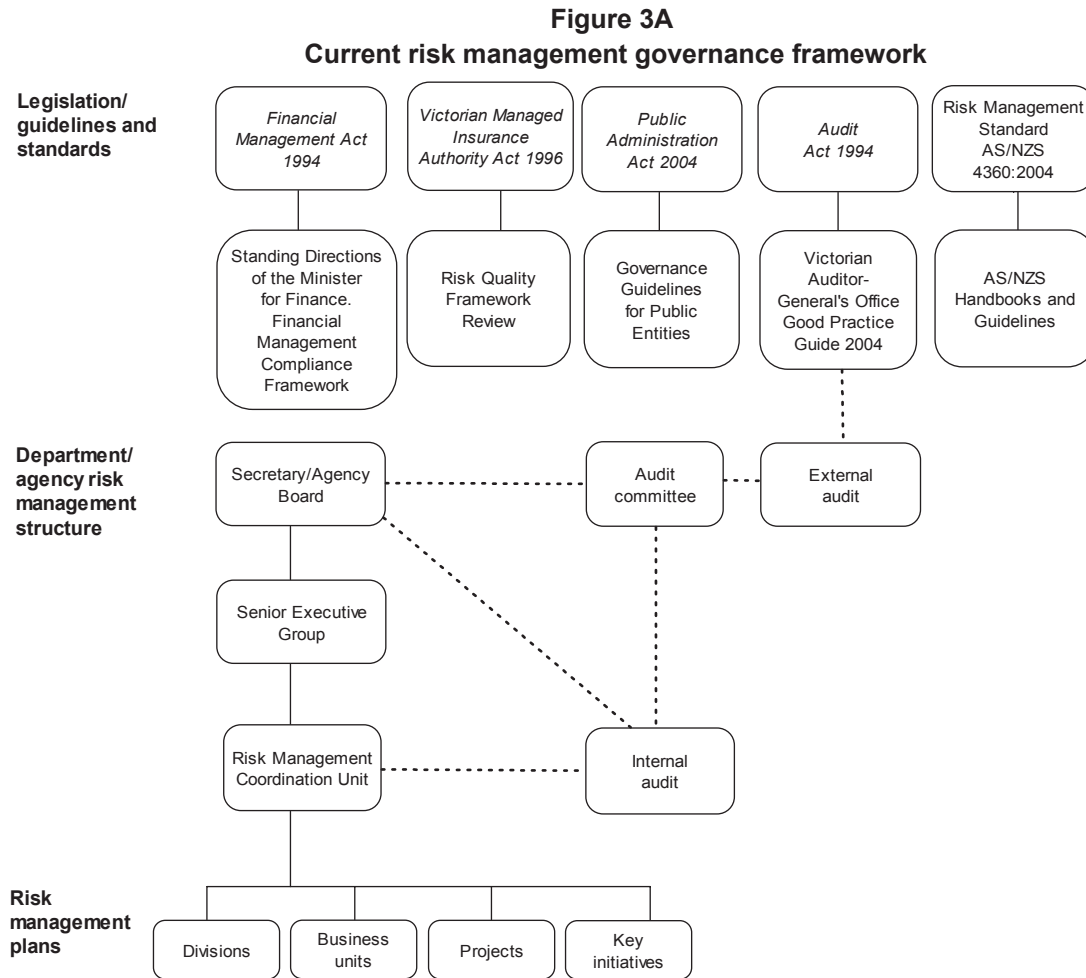 Figure 3A
Current risk management governance framework
Legislation/
guidelines and
standards
Financial
Management Act
1994
Victorian Managed
Insurance
Authority Act 1996
Public
Administration
Act 2004
Audit
Act 1994
Risk Management
Standard
AS/NZS
4360:2004
Standing Directions
of the Minister
for Finance.
Financial
Management
Compliance
Framework
Risk Quality
Framework
Review
Governance
Guidelines
for Public
Entities
Victorian
Auditor-
General's Office
Good Practice
Guide 2004
AS/NZS
Handbooks and
Guidelines
Department/
agency risk
management
structure
Secretary/Agency
Board
Audit
committee
External
audit
Senior Executive
Group
Risk Management
Coordination Unit
Internal
audit
Risk
management
plans
Divisions
Business
units
Projects
Key
initiatives